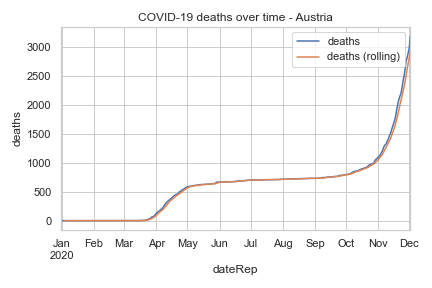 COVID-19 deaths over time - Austria
deaths
deaths (rolling)
3000
2500
2000
1500
1000
500
0
deaths
Jan Feb Mar Apr May Jun Jul Aug Sep Oct Nov Dec
2020
dateRep